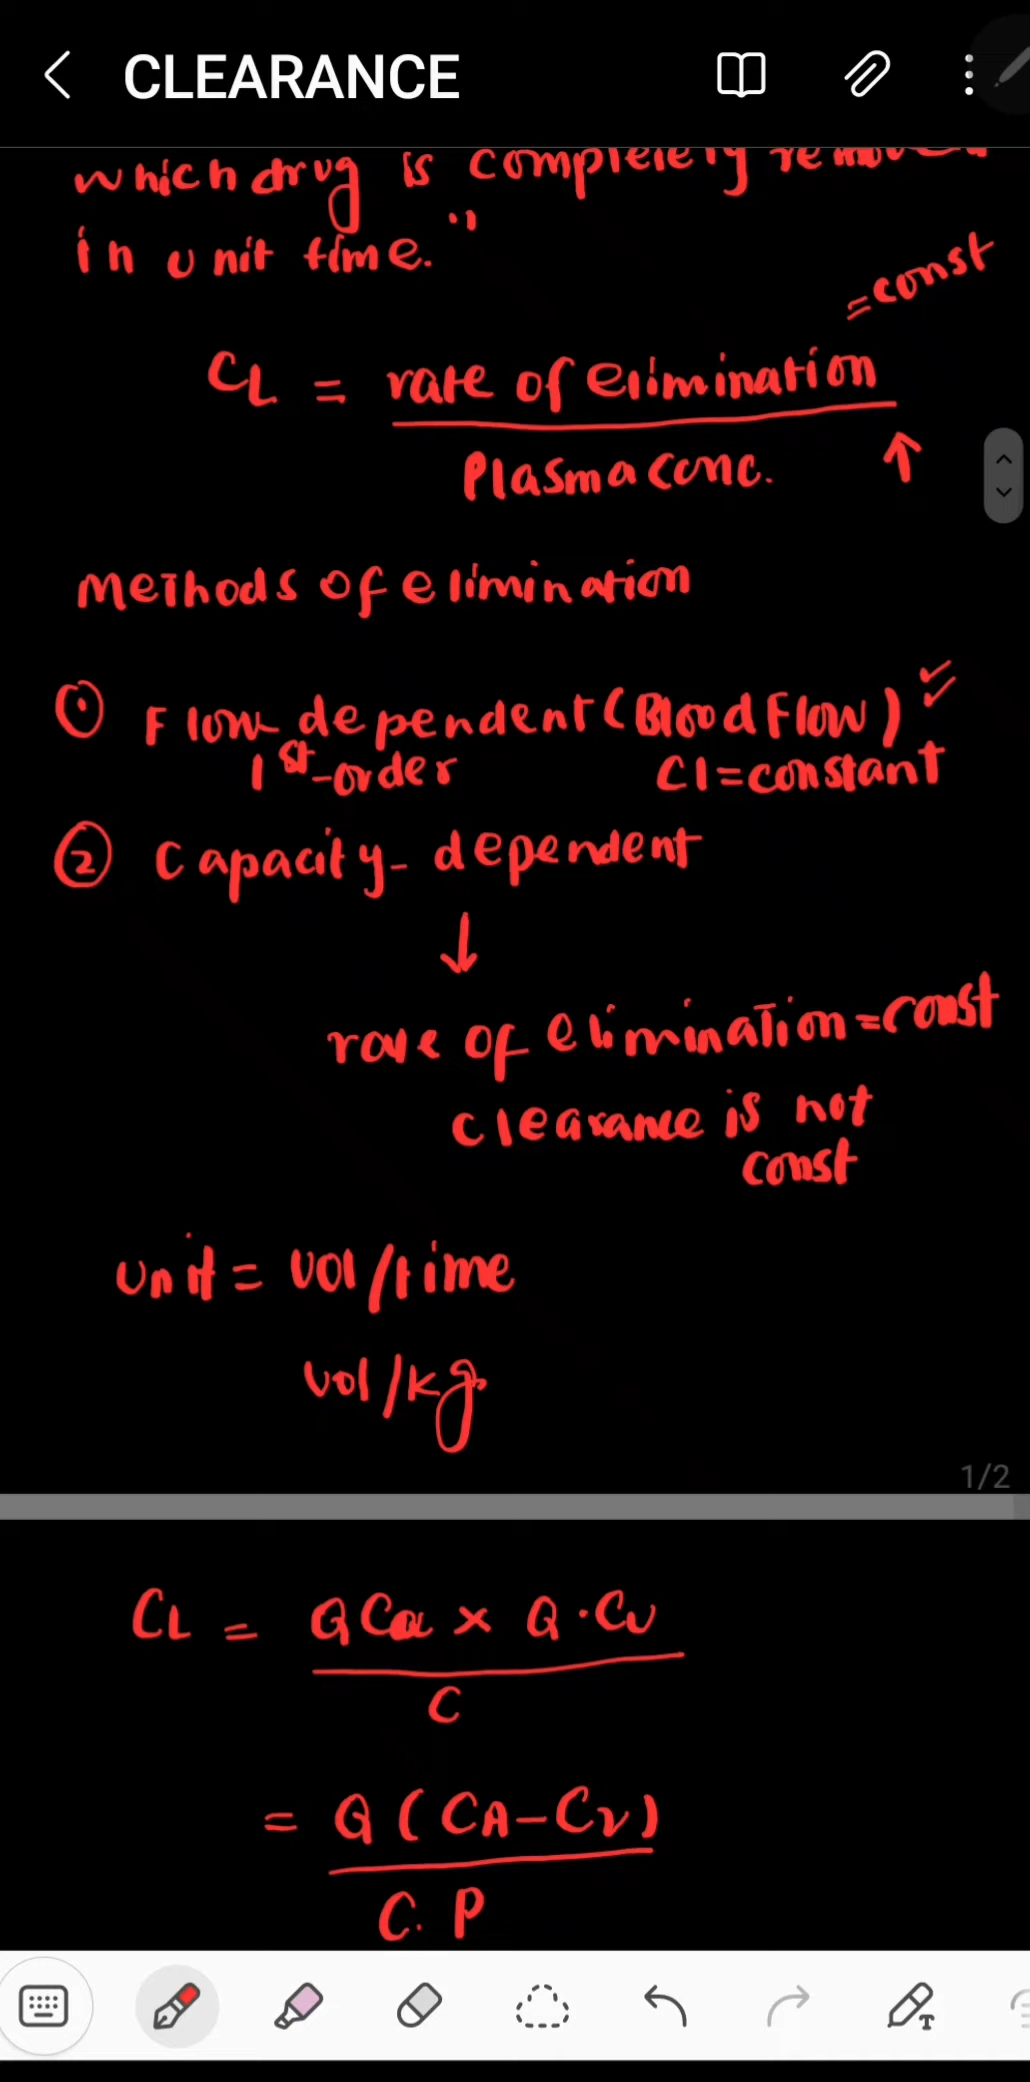 CLEARANCE
which drug is completely removed
in unit time."
= const
CL = rate of elimination
Plasma conc. ↑
methods of elimination
① Flow dependent (Blood Flow)
1st-order Cl = constant
② Capacity-dependent
↓
rate of elimination = const
clearance is not
const
unit = vol/time
vol/kg
1/2
CL = QCa × Q·Cv
C
= Q (CA-Cv)
C.P